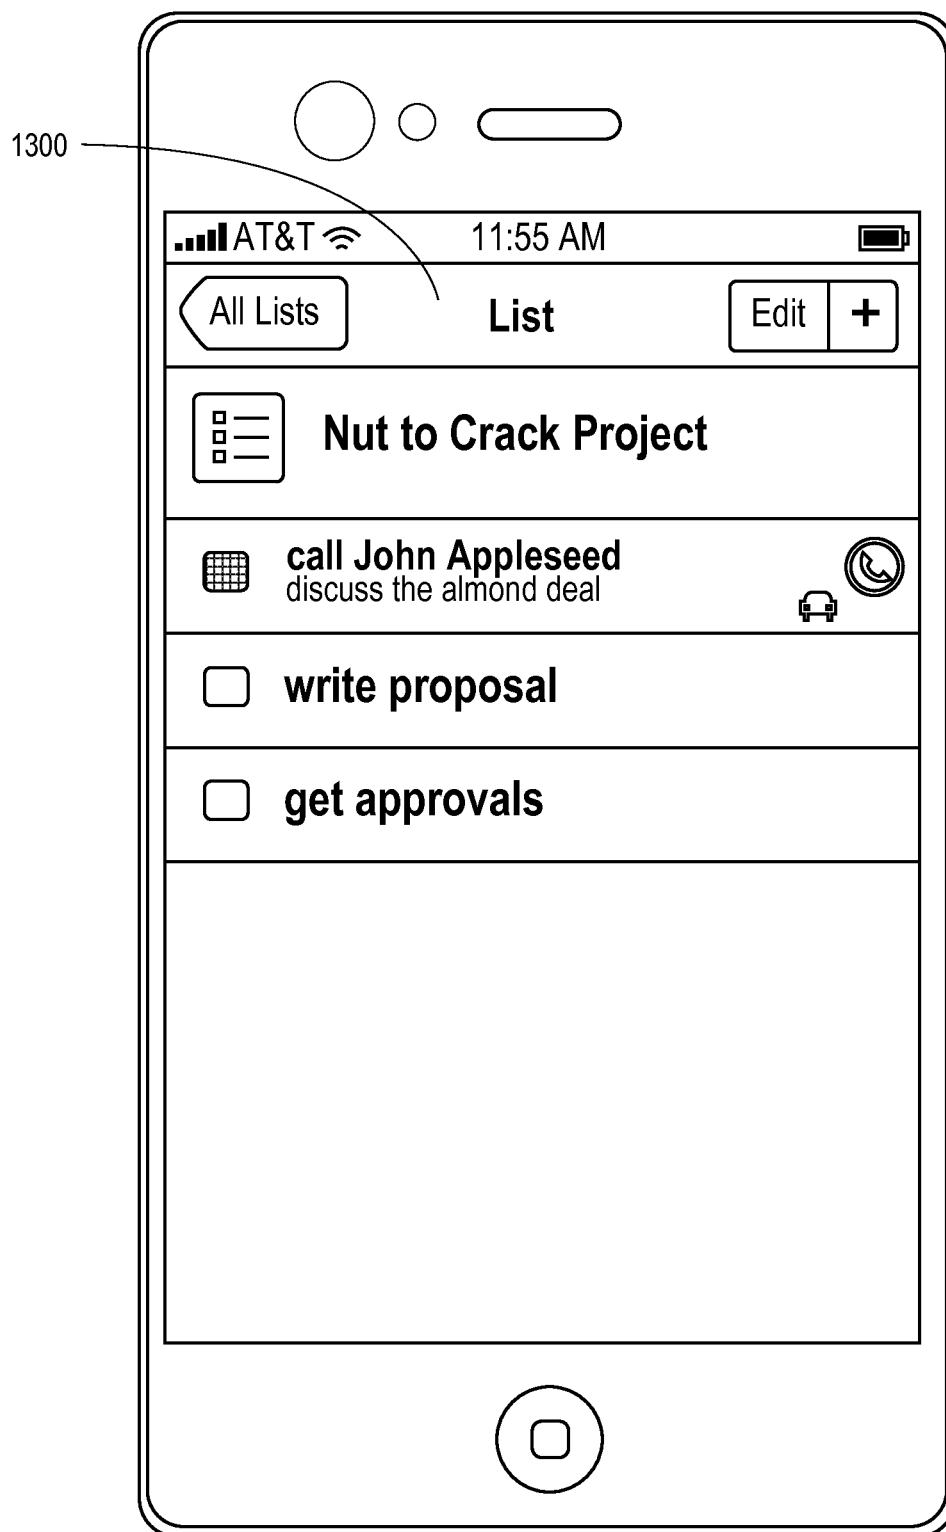 1300
AT&T 11:55 AM
All Lists List Edit +
Nut to Crack Project
call John Appleseed
discuss the almond deal
write proposal
get approvals